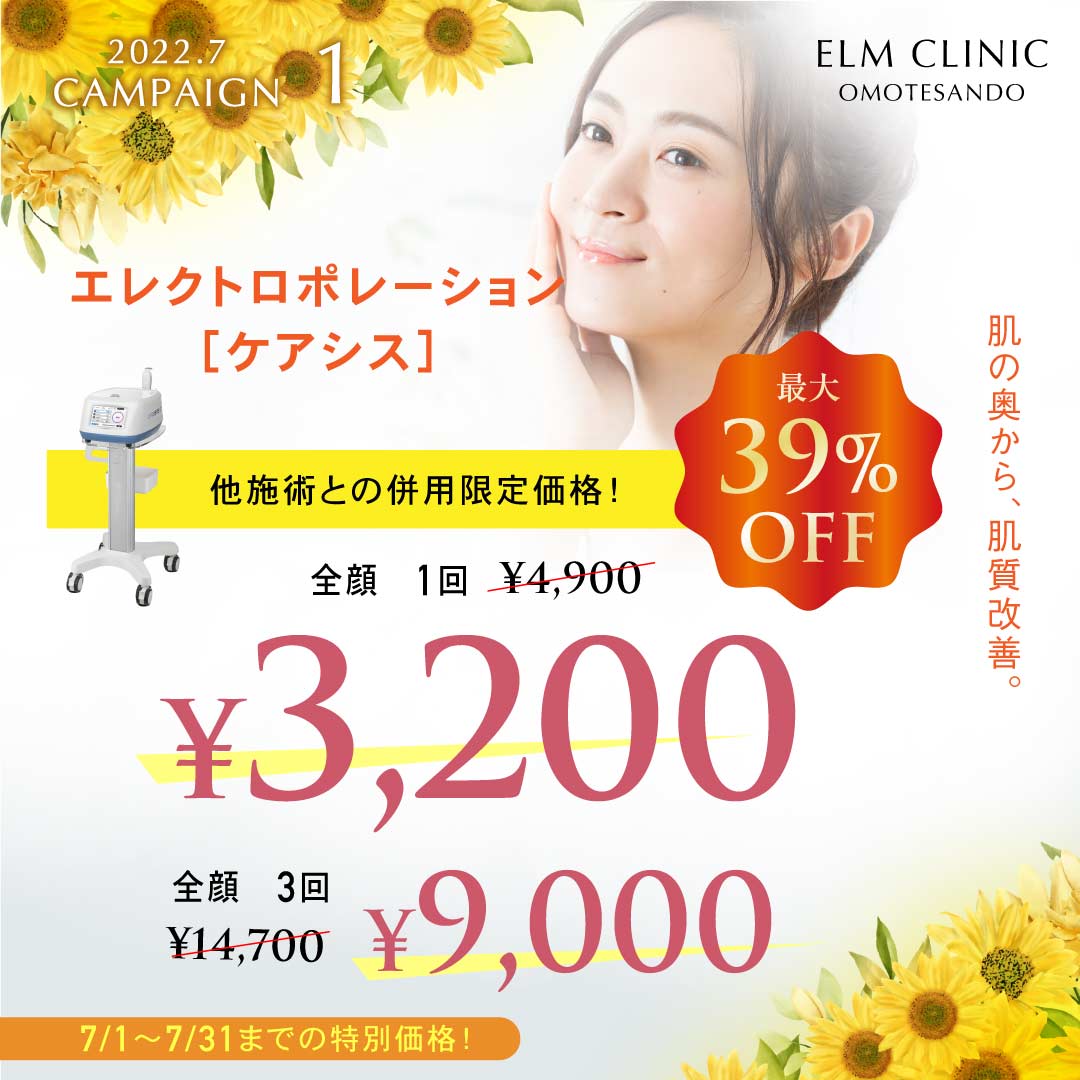 2022.7
CAMPAIGN 1
ELM CLINIC
OMOTESANDO
エレクトロポレーション
［ケアシス］
肌の奥から、肌質改善。
最大
39%
OFF
他施術との併用限定価格！
全顔　1回　¥4,900
¥3,200
全顔　3回
¥14,700
¥9,000
7/1～7/31までの特別価格！